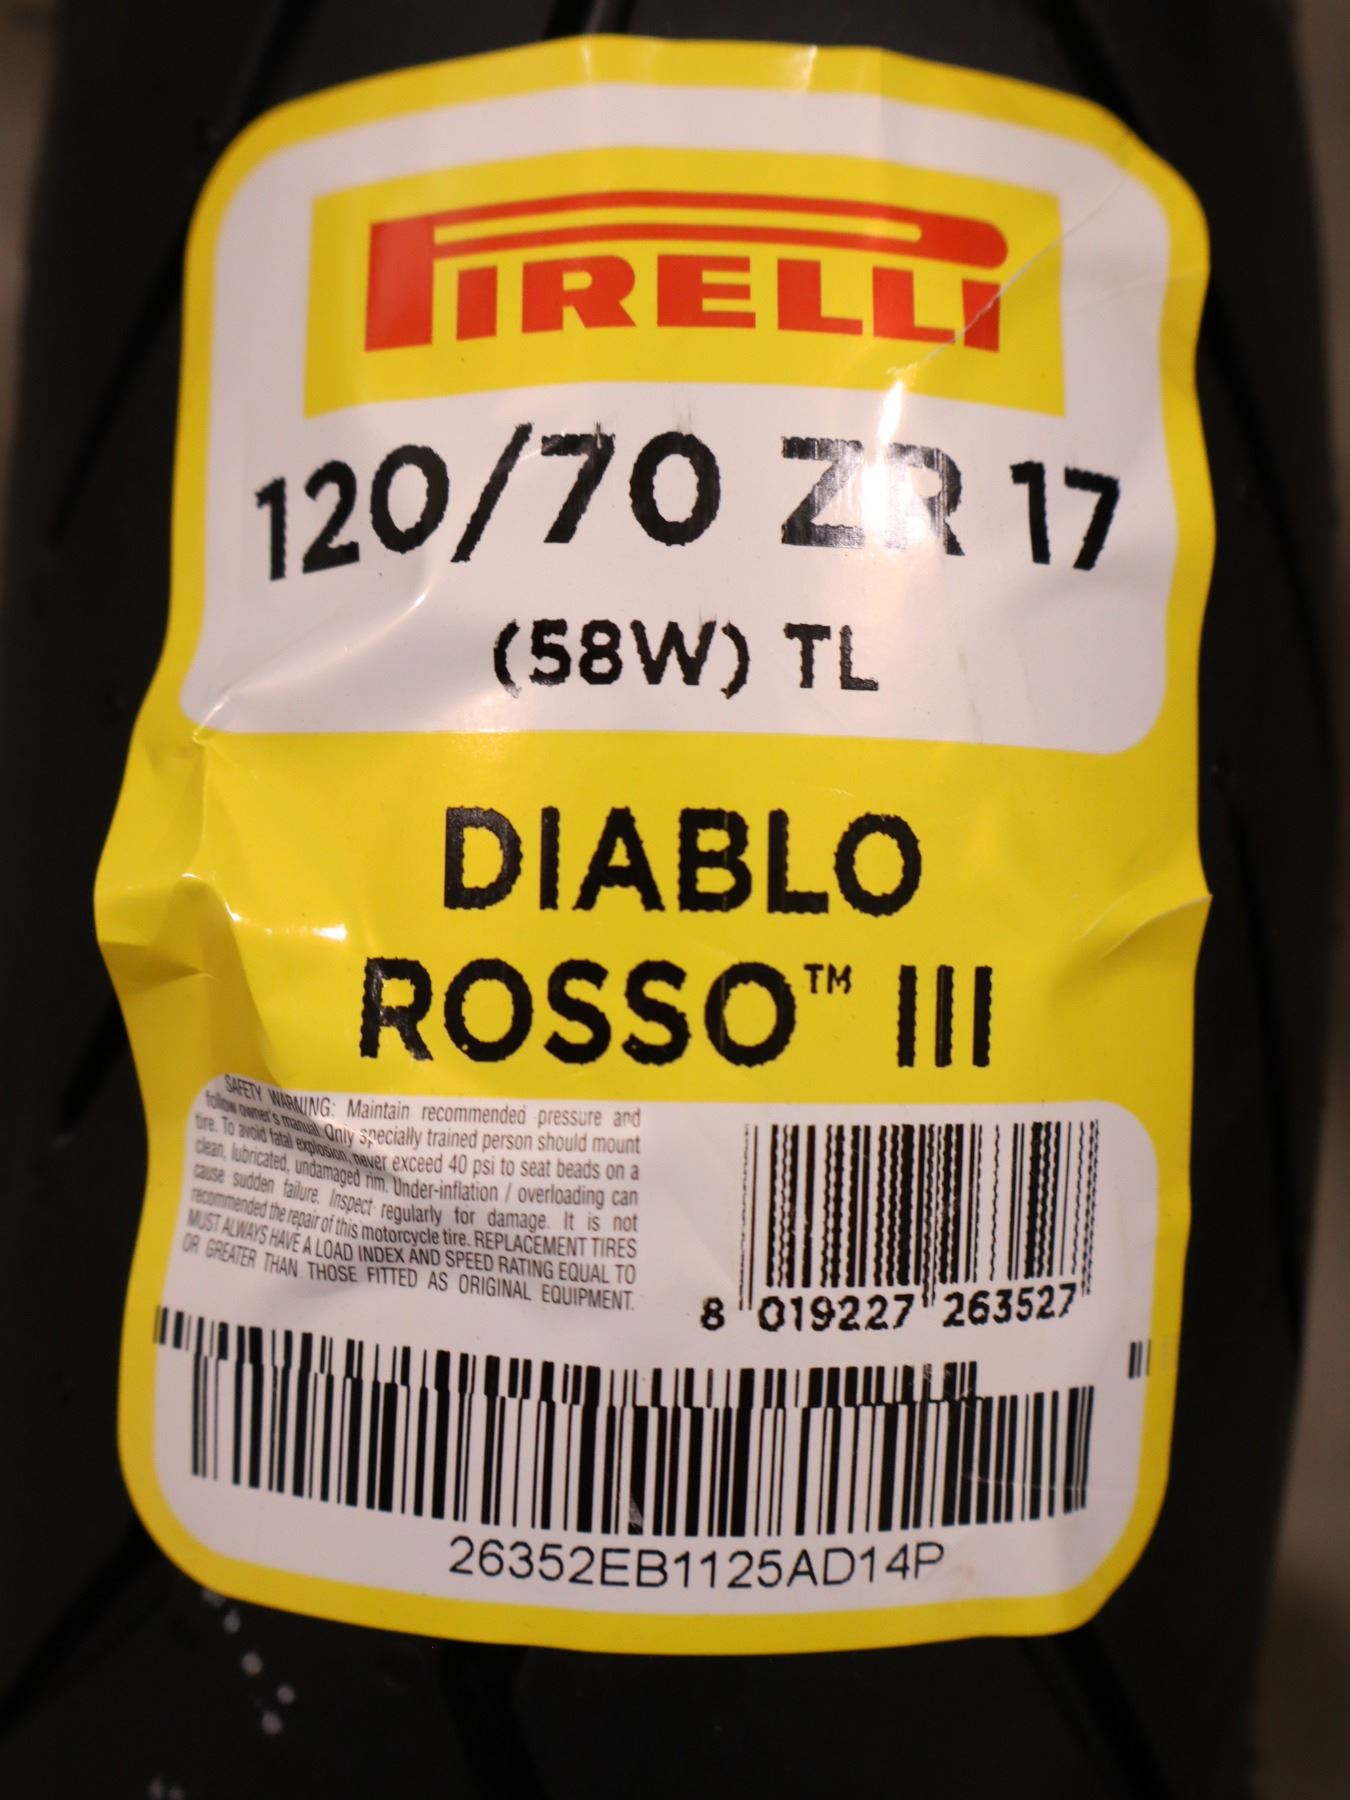 PIRELLI
120/70 ZR 17
(58W) TL
DIABLO
ROSSO™ III
SAFETY WARNING: Maintain recommended pressure and
follow owner's manual. Only specially trained person should mount
tire. To avoid fatal explosion, never exceed 40 psi to seat beads on a
clean, lubricated, undamaged rim. Under-inflation / overloading can
cause sudden failure. Inspect regularly for damage. It is not
recommended the repair of this motorcycle tire. REPLACEMENT TIRES
MUST ALWAYS HAVE A LOAD INDEX AND SPEED RATING EQUAL TO
OR GREATER THAN THOSE FITTED AS ORIGINAL EQUIPMENT.
8 019227 263527
26352EB1125AD14P